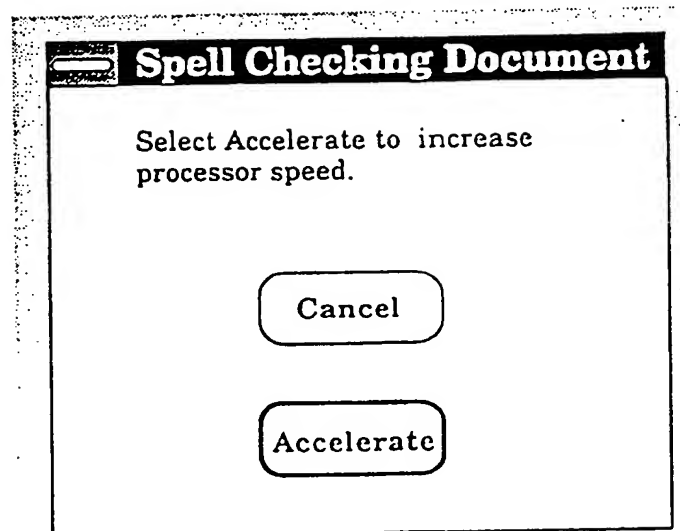 Spell Checking Document
Select Accelerate to increase
processor speed.
Cancel
Accelerate